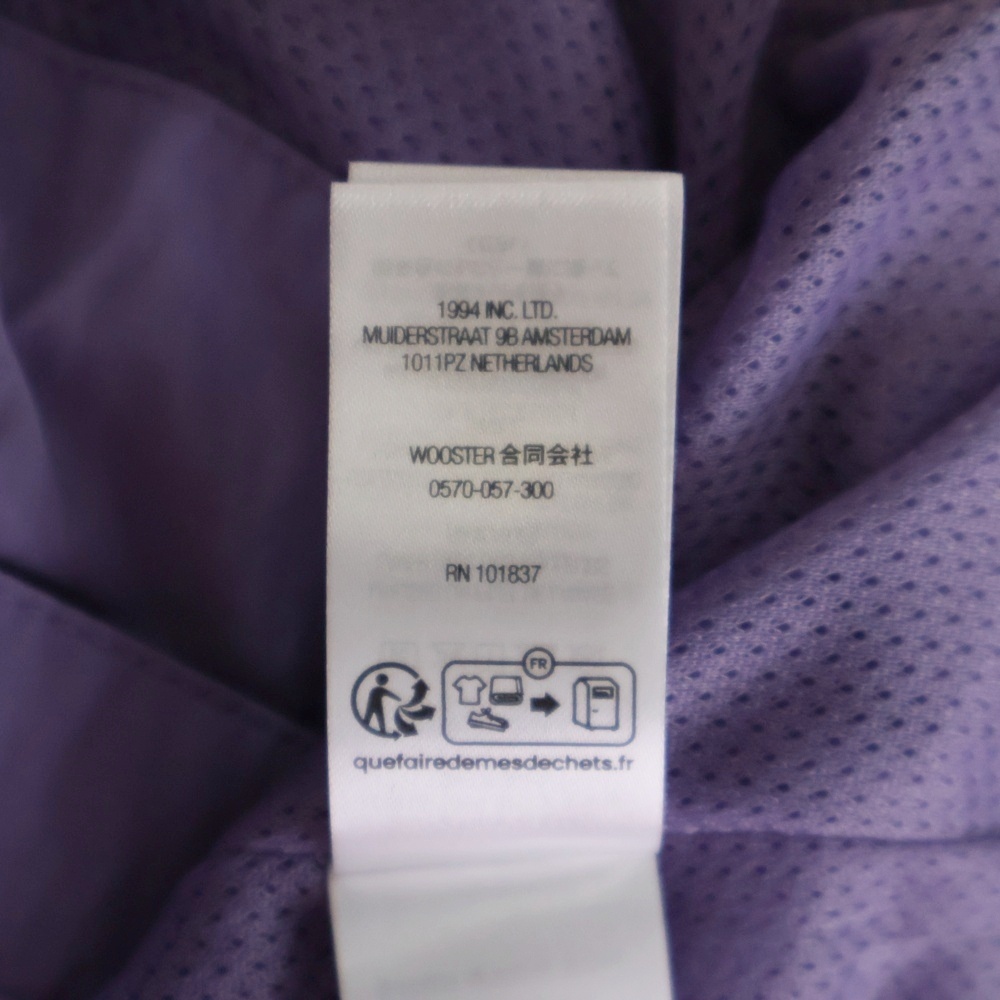 1994 INC. LTD.
MUIDERSTRAAT 9B AMSTERDAM
1011PZ NETHERLANDS
WOOSTER 合同会社
0570-057-300
RN 101837
FR
quefairedemesdechets.fr